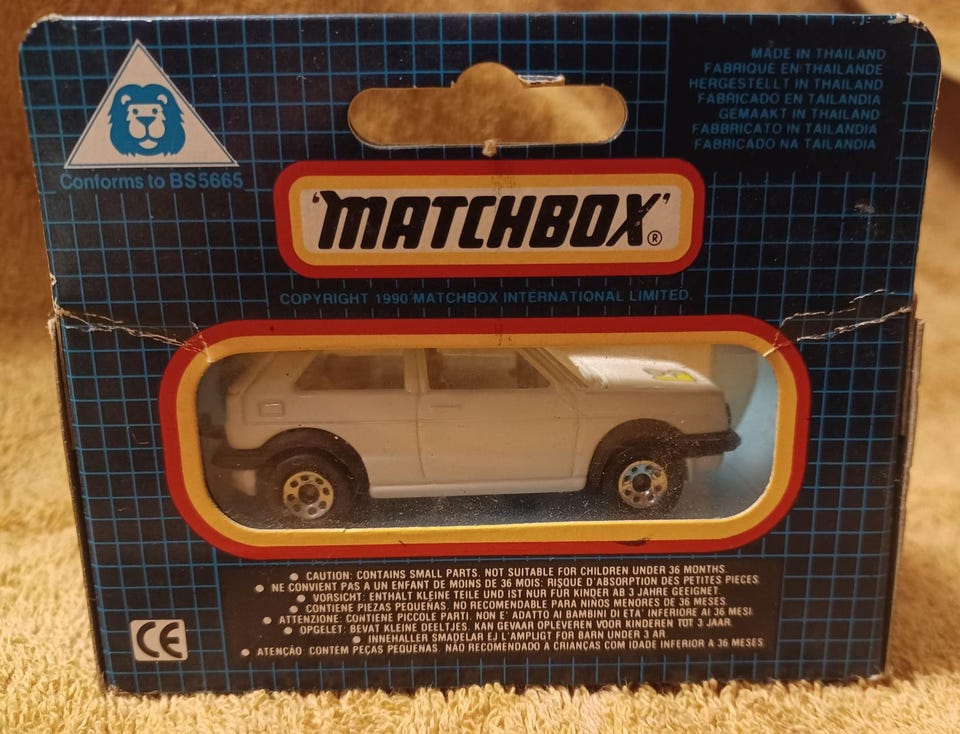 MADE IN THAILAND
FABRIQUÉ EN THAILANDE
HERGESTELLT IN THAILAND
FABRICADO EN TAILANDIA
GEMAAKT IN THAILAND
FABBRICATO IN TAILANDIA
FABRICADO NA TAILANDIA
Conforms to BS5665
'MATCHBOX'®
COPYRIGHT 1990 MATCHBOX INTERNATIONAL LIMITED.
• CAUTION: CONTAINS SMALL PARTS. NOT SUITABLE FOR CHILDREN UNDER 36 MONTHS.
• NE CONVIENT PAS A UN ENFANT DE MOINS DE 36 MOIS: RISQUE D'ABSORPTION DES PETITES PIECES.
• VORSICHT: ENTHÄLT KLEINE TEILE UND IST NUR FÜR KINDER AB 3 JAHRE GEEIGNET.
• CONTIENE PIEZAS PEQUEÑAS. NO RECOMENDABLE PARA NINOS MENORES DE 36 MESES.
• ATTENZIONE: CONTIENE PICCOLE PARTI. NON E' ADATTO AI BAMBINI DI ETA' INFERIORE AI 36 MESI.
• OPGELET: BEVAT KLEINE DEELTJES. KAN GEVAAR OPLEVEREN VOOR KINDEREN TOT 3 JAAR.
• INNEHALLER SMADELAR EJ LAMPLIGT FOR BARN UNDER 3 AR.
• ATENÇÃO: CONTEM PEÇAS PEQUENAS. NÃO RECOMENDADO A CRIANÇAS COM IDADE INFERIOR A 36 MESES.
CE